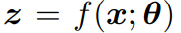 z = f(x; θ)